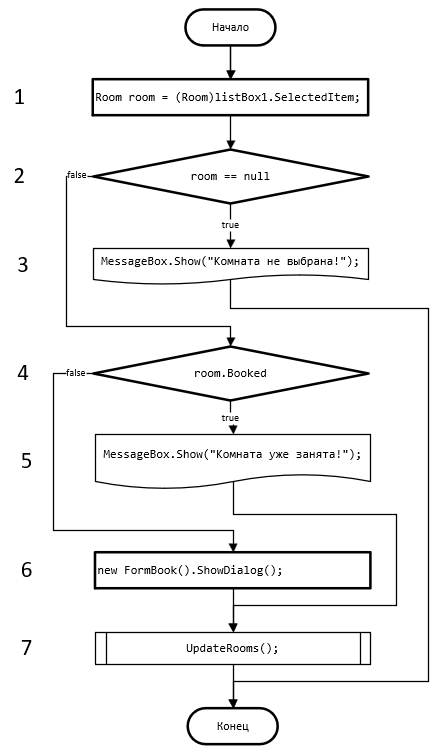 Начало
1
Room room = (Room)listBox1.SelectedItem;
2
false
room == null
true
3
MessageBox.Show("Комната не выбрана!");
4
false
room.Booked
true
5
MessageBox.Show("Комната уже занята!");
6
new FormBook().ShowDialog();
7
UpdateRooms();
Конец